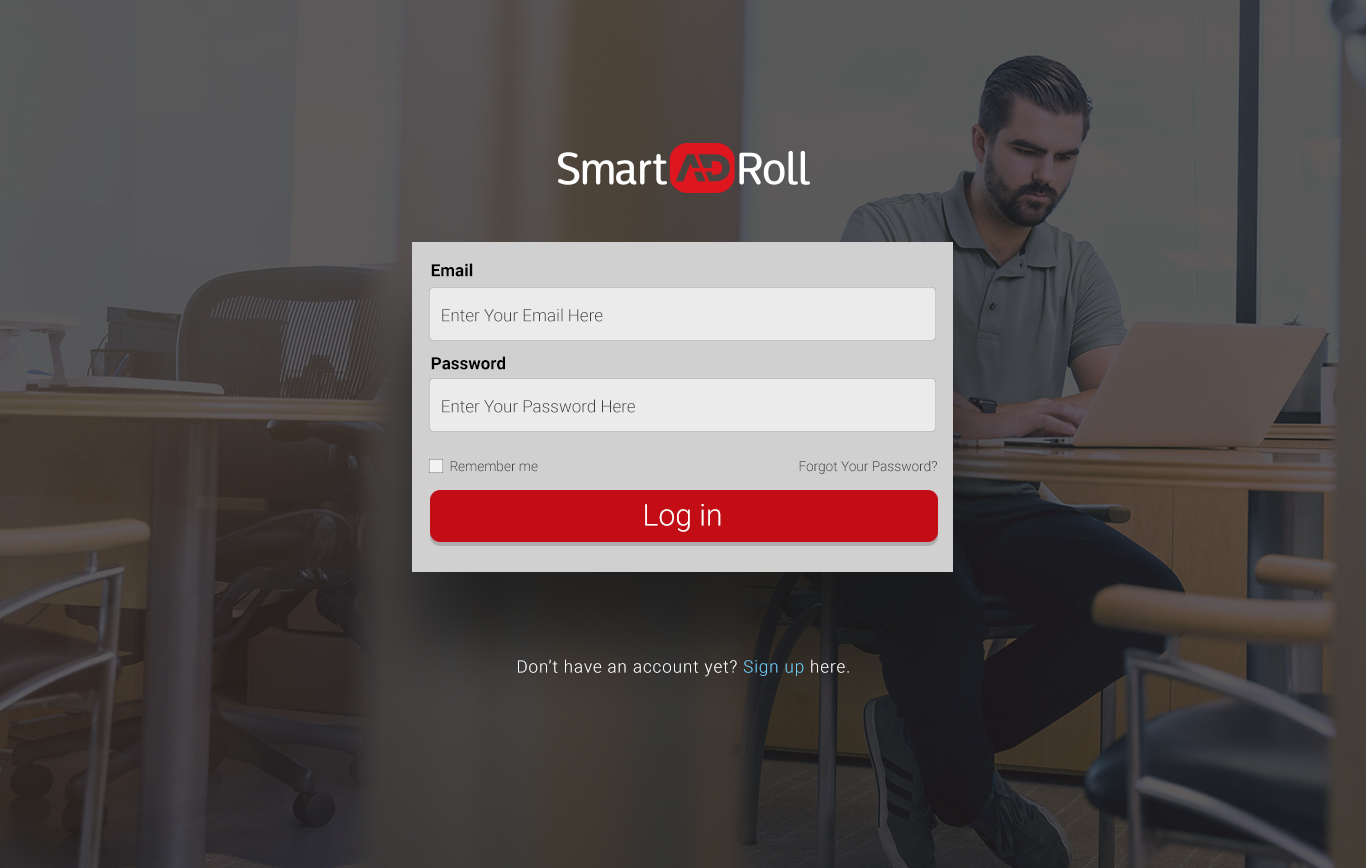 SmartADRoll
Email
Enter Your Email Here
Password
Enter Your Password Here
Remember me
Forgot Your Password?
Log in
Don’t have an account yet? Sign up here.